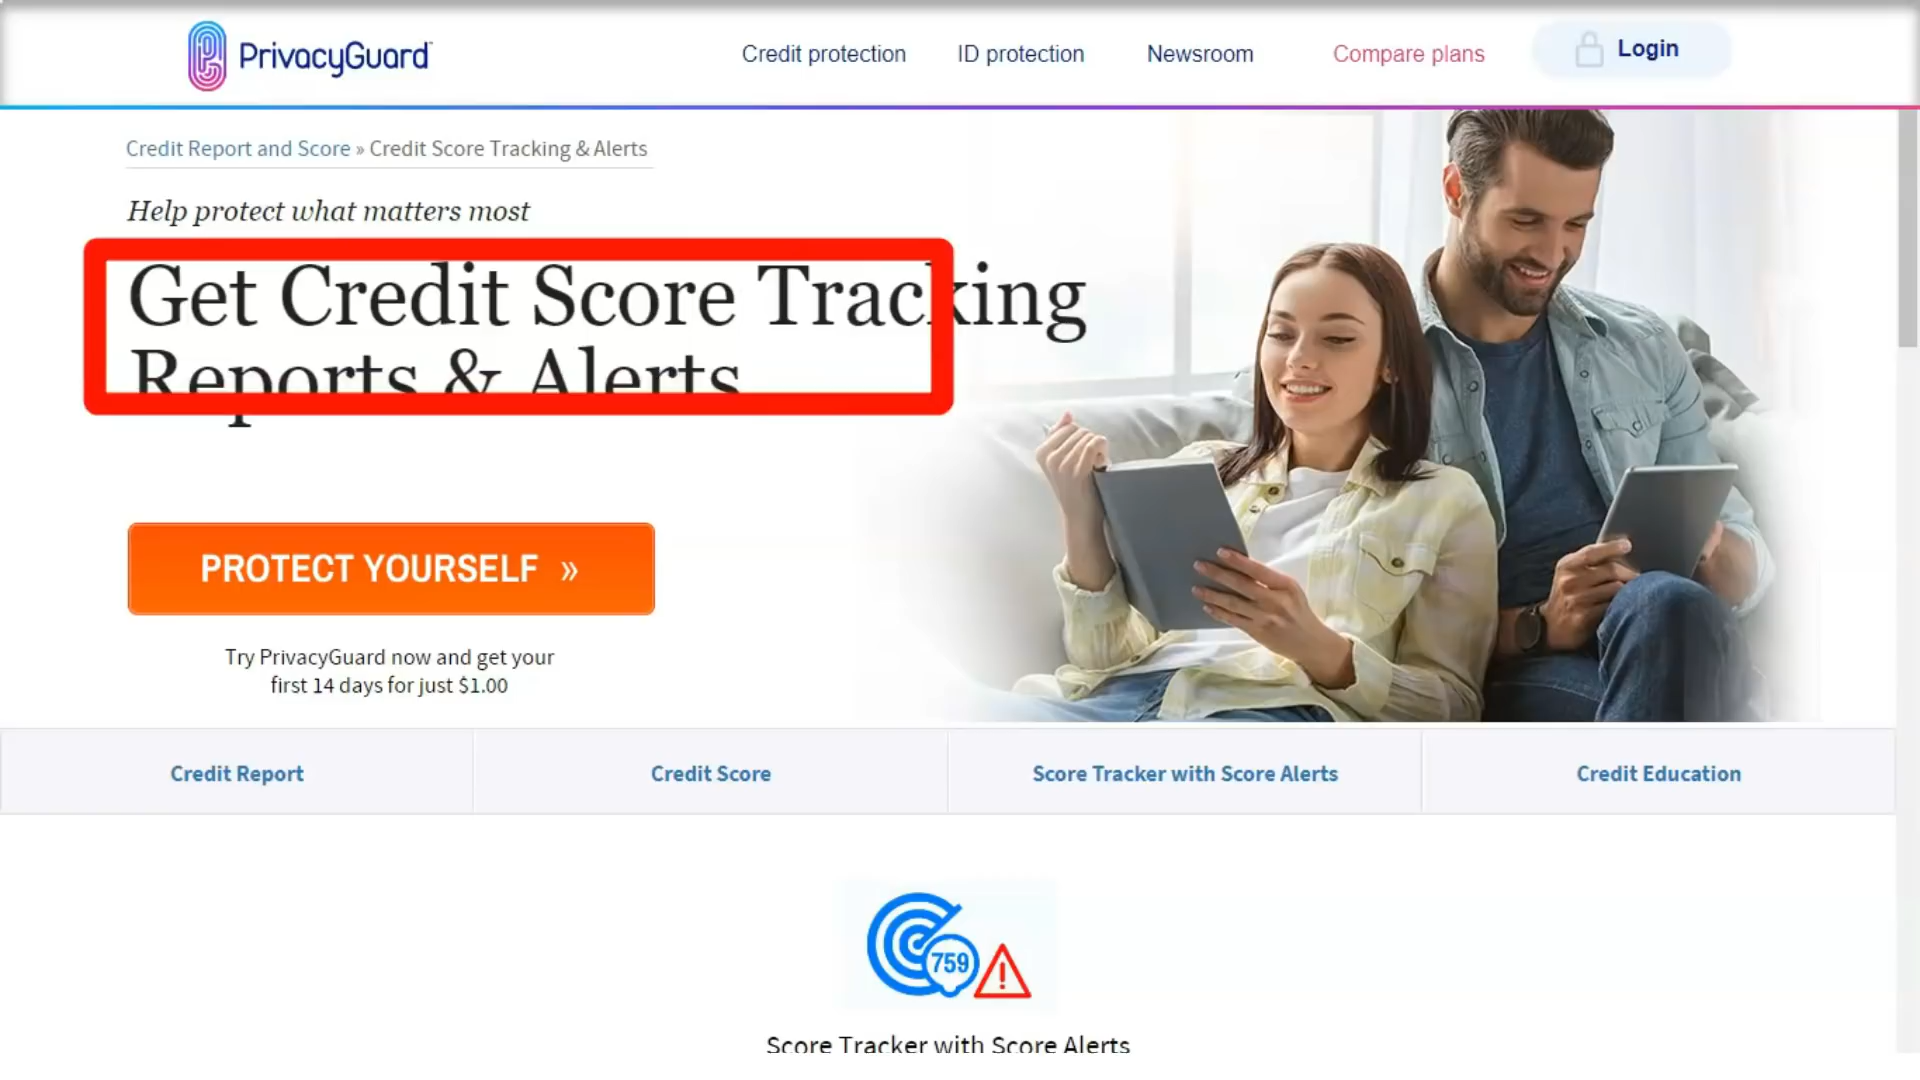 PrivacyGuard
Credit protection
ID protection
Newsroom
Compare plans
Login
Credit Report and Score » Credit Score Tracking & Alerts
Help protect what matters most
Get Credit Score Tracking
Reports & Alerts
PROTECT YOURSELF »
Try PrivacyGuard now and get your
first 14 days for just $1.00
Credit Report
Credit Score
Score Tracker with Score Alerts
Credit Education
759
Score Tracker with Score Alerts